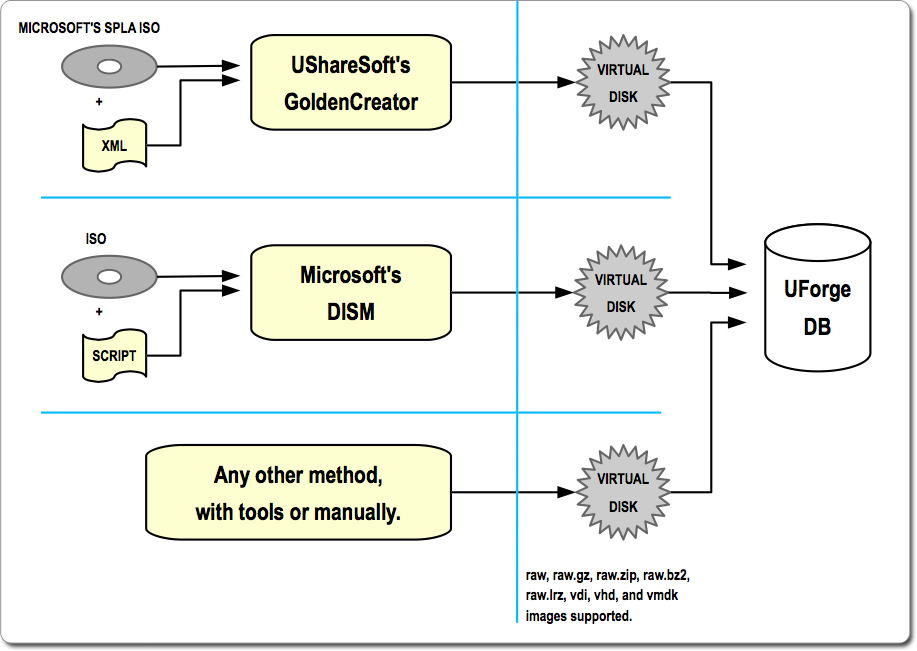 MICROSOFT'S SPLA ISO
+
XML
UShareSoft's
GoldenCreator
VIRTUAL
DISK
ISO
+
SCRIPT
Microsoft's
DISM
VIRTUAL
DISK
UForge
DB
Any other method,
with tools or manually.
VIRTUAL
DISK
raw, raw.gz, raw.zip, raw.bz2,
raw.lrz, vdi, vhd, and vmdk
images supported.